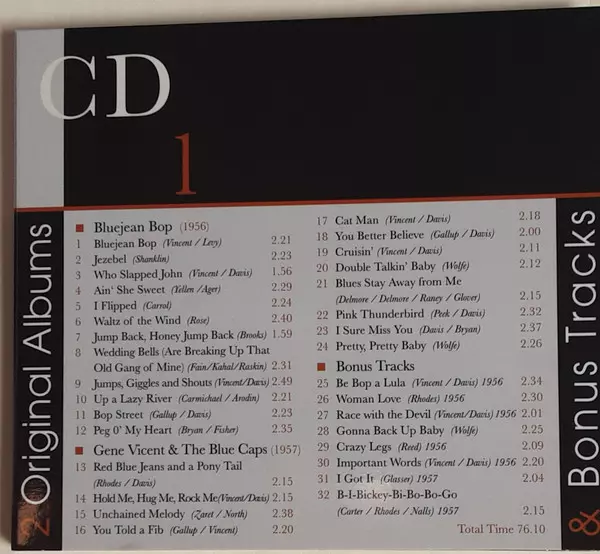 CD
1
2 Original Albums
Bluejean Bop (1956)
1 Bluejean Bop (Vincent / Levy) 2.21
2 Jezebel (Shanklin) 2.23
3 Who Slapped John (Vincent / Davis) 1.56
4 Ain' She Sweet (Yellen /Ager) 2.29
5 I Flipped (Carrol) 2.24
6 Waltz of the Wind (Rose) 2.40
7 Jump Back, Honey Jump Back (Brooks) 1.59
8 Wedding Bells (Are Breaking Up That
Old Gang of Mine) (Fain/Kahal/Raskin) 2.31
9 Jumps, Giggles and Shouts (Vincent/Davis) 2.49
10 Up a Lazy River (Carmichael / Arodin) 2.21
11 Bop Street (Gallup / Davis) 2.23
12 Peg 0' My Heart (Bryan / Fisher) 2.35
Gene Vicent & The Blue Caps (1957)
13 Red Blue Jeans and a Pony Tail
(Rhodes / Davis) 2.15
14 Hold Me, Hug Me, Rock Me (Vincent/Davis) 2.15
15 Unchained Melody (Zaret / North) 2.38
16 You Told a Fib (Gallup / Vincent) 2.20
17 Cat Man (Vincent / Davis) 2.18
18 You Better Believe (Gallup / Davis) 2.00
19 Cruisin' (Vincent / Davis) 2.11
20 Double Talkin' Baby (Wolfe) 2.12
21 Blues Stay Away from Me
(Delmore / Delmore / Raney / Glover) 2.15
22 Pink Thunderbird (Peek / Davis) 2.32
23 I Sure Miss You (Davis / Bryan) 2.37
24 Pretty, Pretty Baby (Wolfe) 2.26
Bonus Tracks
25 Be Bop a Lula (Vincent / Davis) 1956 2.34
26 Woman Love (Rhodes) 1956 2.30
27 Race with the Devil (Vincent/Davis) 1956 2.01
28 Gonna Back Up Baby (Wolfe) 2.25
29 Crazy Legs (Reed) 1956 2.09
30 Important Words (Vincent / Davis) 1956 2.20
31 I Got It (Glasser) 1957 2.04
32 B-I-Bickey-Bi-Bo-Bo-Go
(Carter / Rhodes / Nalls) 1957 2.15
Total Time 76.10
& Bonus Tracks